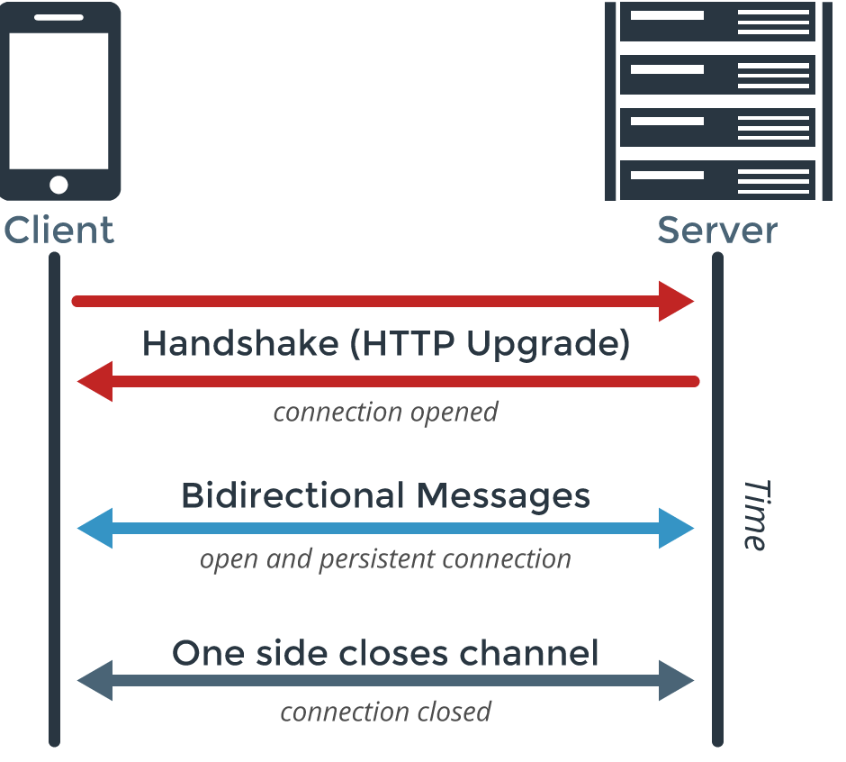 Client
Server
Handshake (HTTP Upgrade)
connection opened
Bidirectional Messages
open and persistent connection
Time
One side closes channel
connection closed